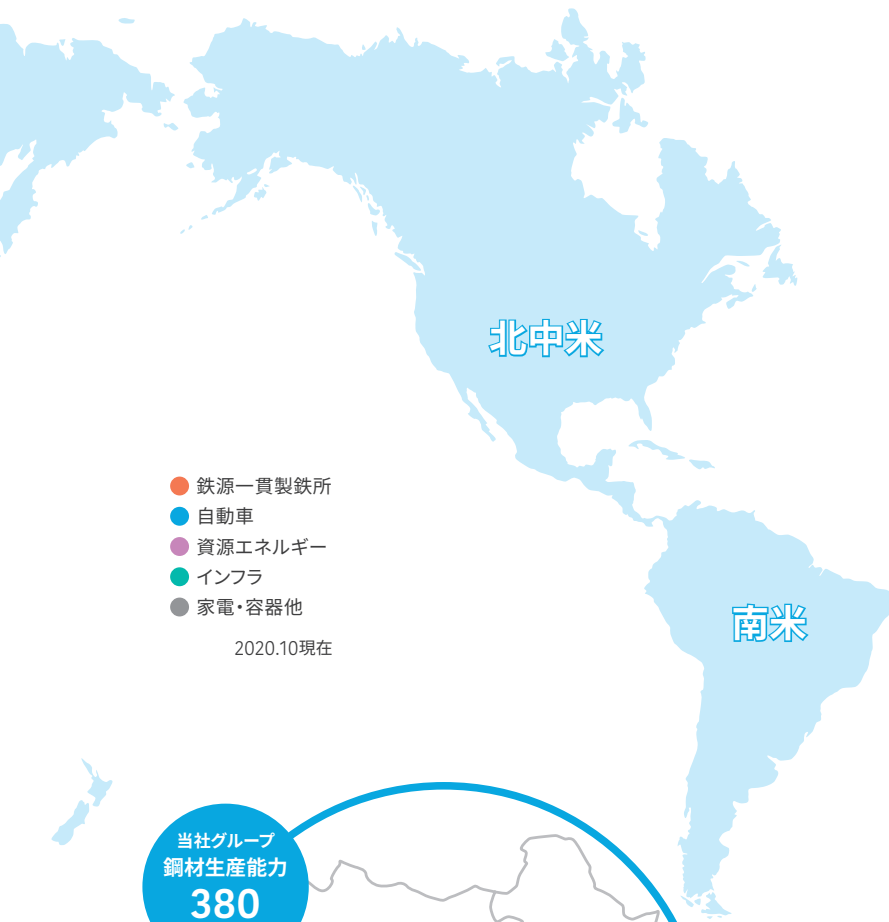 北中米
鉄源一貫製鉄所
自動車
資源エネルギー
インフラ
家電・容器他
2020.10現在
南米
当社グループ
鋼材生産能力
380